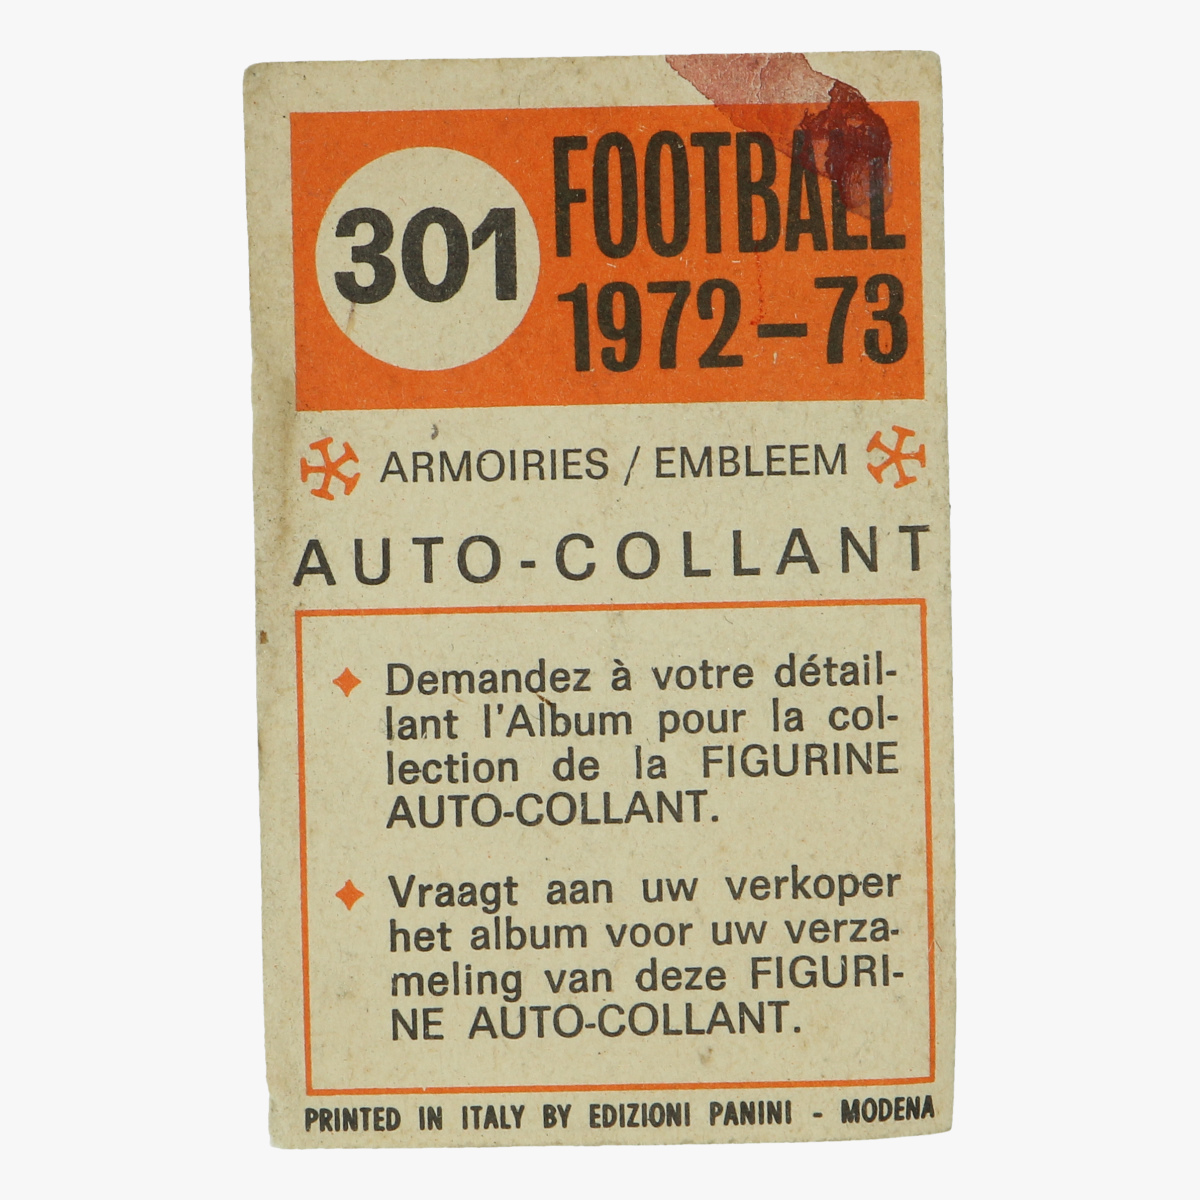 301
FOOTBALL
1972-73
ARMOIRIES / EMBLEEM
AUTO-COLLANT
Demandez à votre détail-
lant l'Album pour la col-
lection de la FIGURINE
AUTO-COLLANT.
Vraagt aan uw verkoper
het album voor uw verza-
meling van deze FIGURI-
NE AUTO-COLLANT.
PRINTED IN ITALY BY EDIZIONI PANINI - MODENA